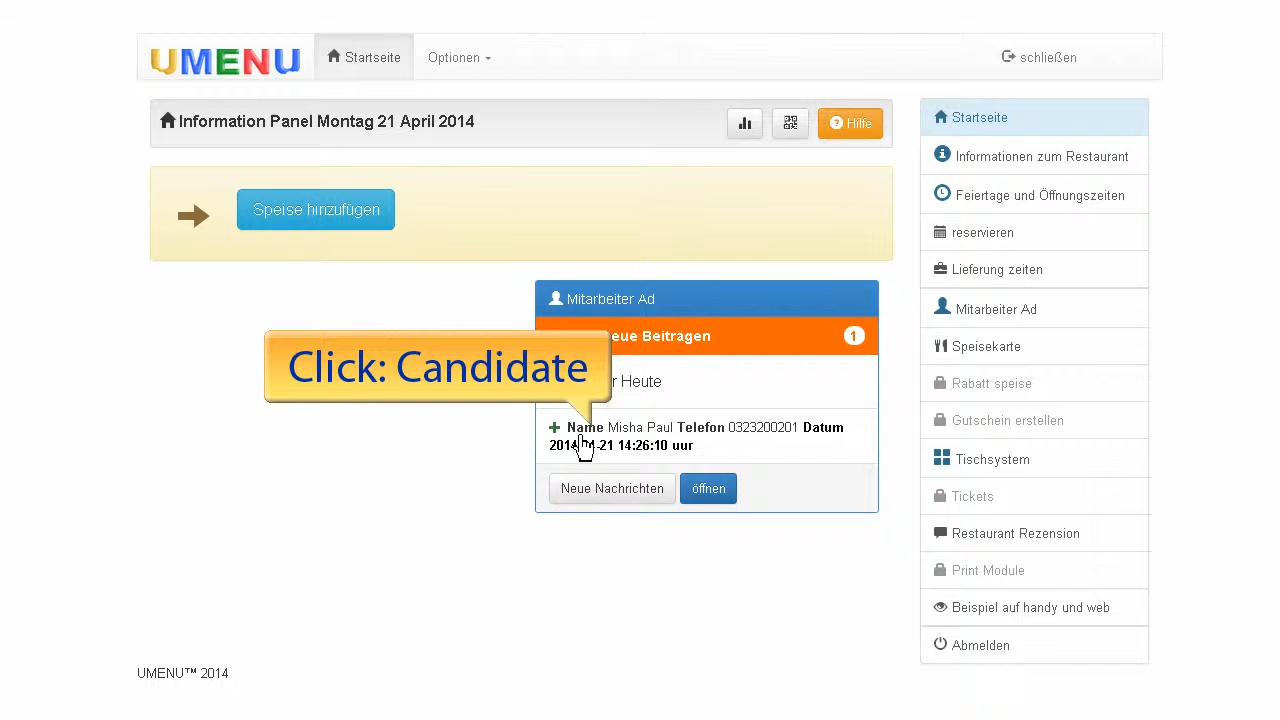 UMENU
Startseite
Optionen
schließen
Information Panel Montag 21 April 2014
Hilfe
Speise hinzufügen
Mitarbeiter Ad
Beiträgen
1
Heute
Click: Candidate
Name Misha Paul Telefon 0323200201 Datum
14:26:10 uur
Neue Nachrichten
öffnen
Startseite
Informationen zum Restaurant
Feiertage und Öffnungszeiten
reservieren
Lieferung zeiten
Mitarbeiter Ad
Speisekarte
Rabatt speise
Gutschein erstellen
Tischsystem
Tickets
Restaurant Rezension
Print Module
Beispiel auf handy und web
Abmelden
UMENU™ 2014